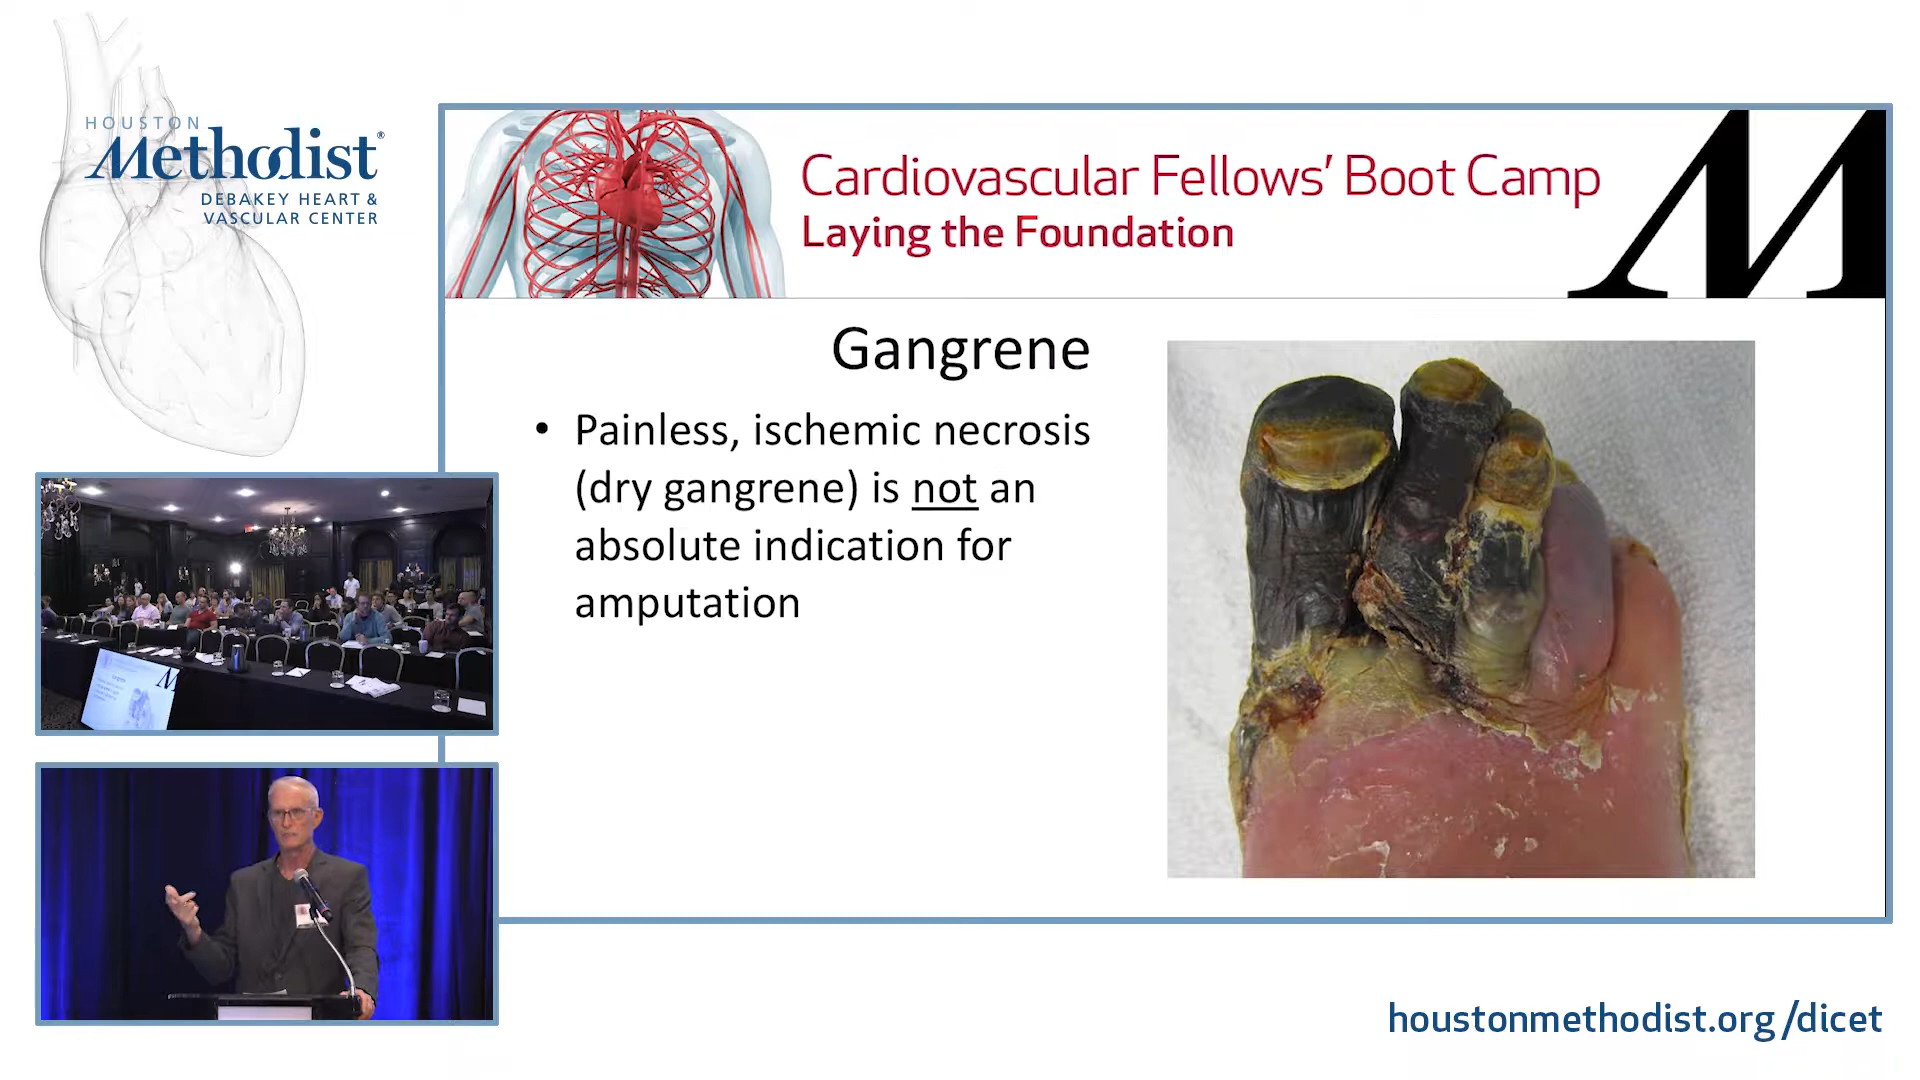 HOUSTON
Methodist®
DEBAKEY HEART &
VASCULAR CENTER
Cardiovascular Fellows’ Boot Camp
Laying the Foundation
M
Gangrene
• Painless, ischemic necrosis
(dry gangrene) is not an
absolute indication for
amputation
houstonmethodist.org/dicet